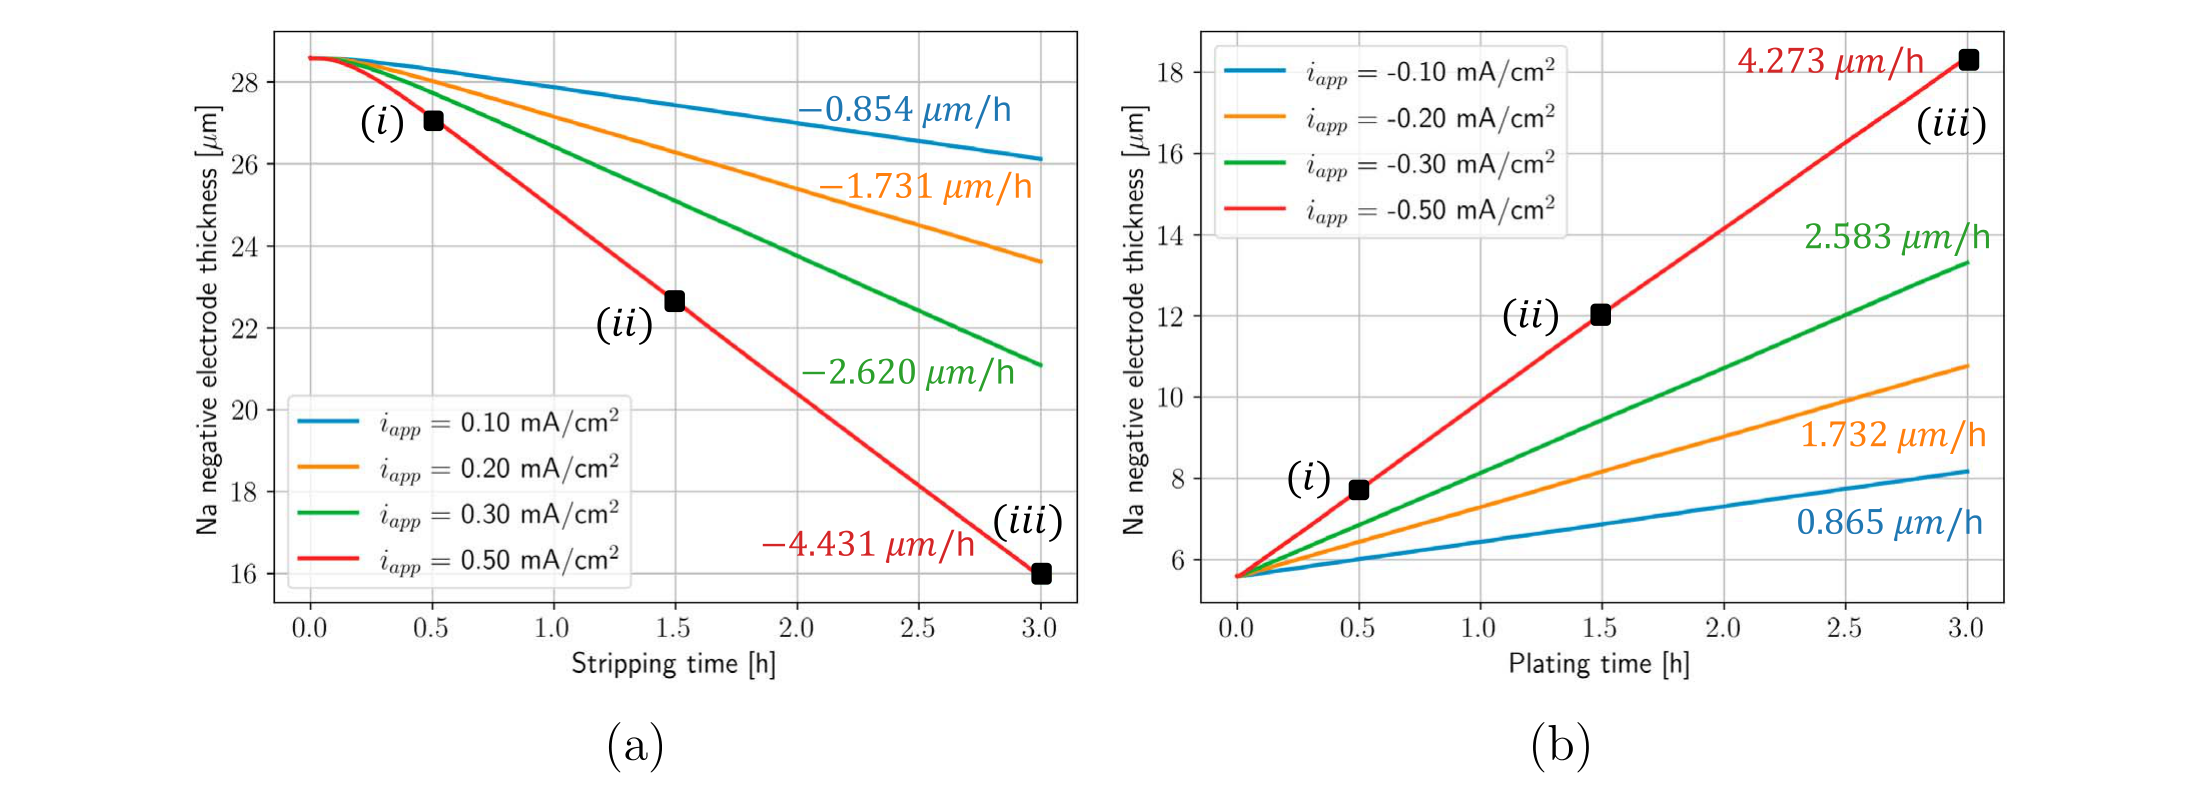 Na negative electrode thickness [μm]
28
26
24
22
20
18
16
(i)
(ii)
(iii)
−0.854 μm/h
−1.731 μm/h
−2.620 μm/h
−4.431 μm/h
i_app = 0.10 mA/cm²
i_app = 0.20 mA/cm²
i_app = 0.30 mA/cm²
i_app = 0.50 mA/cm²
0.0 0.5 1.0 1.5 2.0 2.5 3.0
Stripping time [h]
(a)
Na negative electrode thickness [μm]
18
16
14
12
10
8
6
i_app = -0.10 mA/cm²
i_app = -0.20 mA/cm²
i_app = -0.30 mA/cm²
i_app = -0.50 mA/cm²
4.273 μm/h
(iii)
2.583 μm/h
(ii)
1.732 μm/h
(i)
0.865 μm/h
0.0 0.5 1.0 1.5 2.0 2.5 3.0
Plating time [h]
(b)